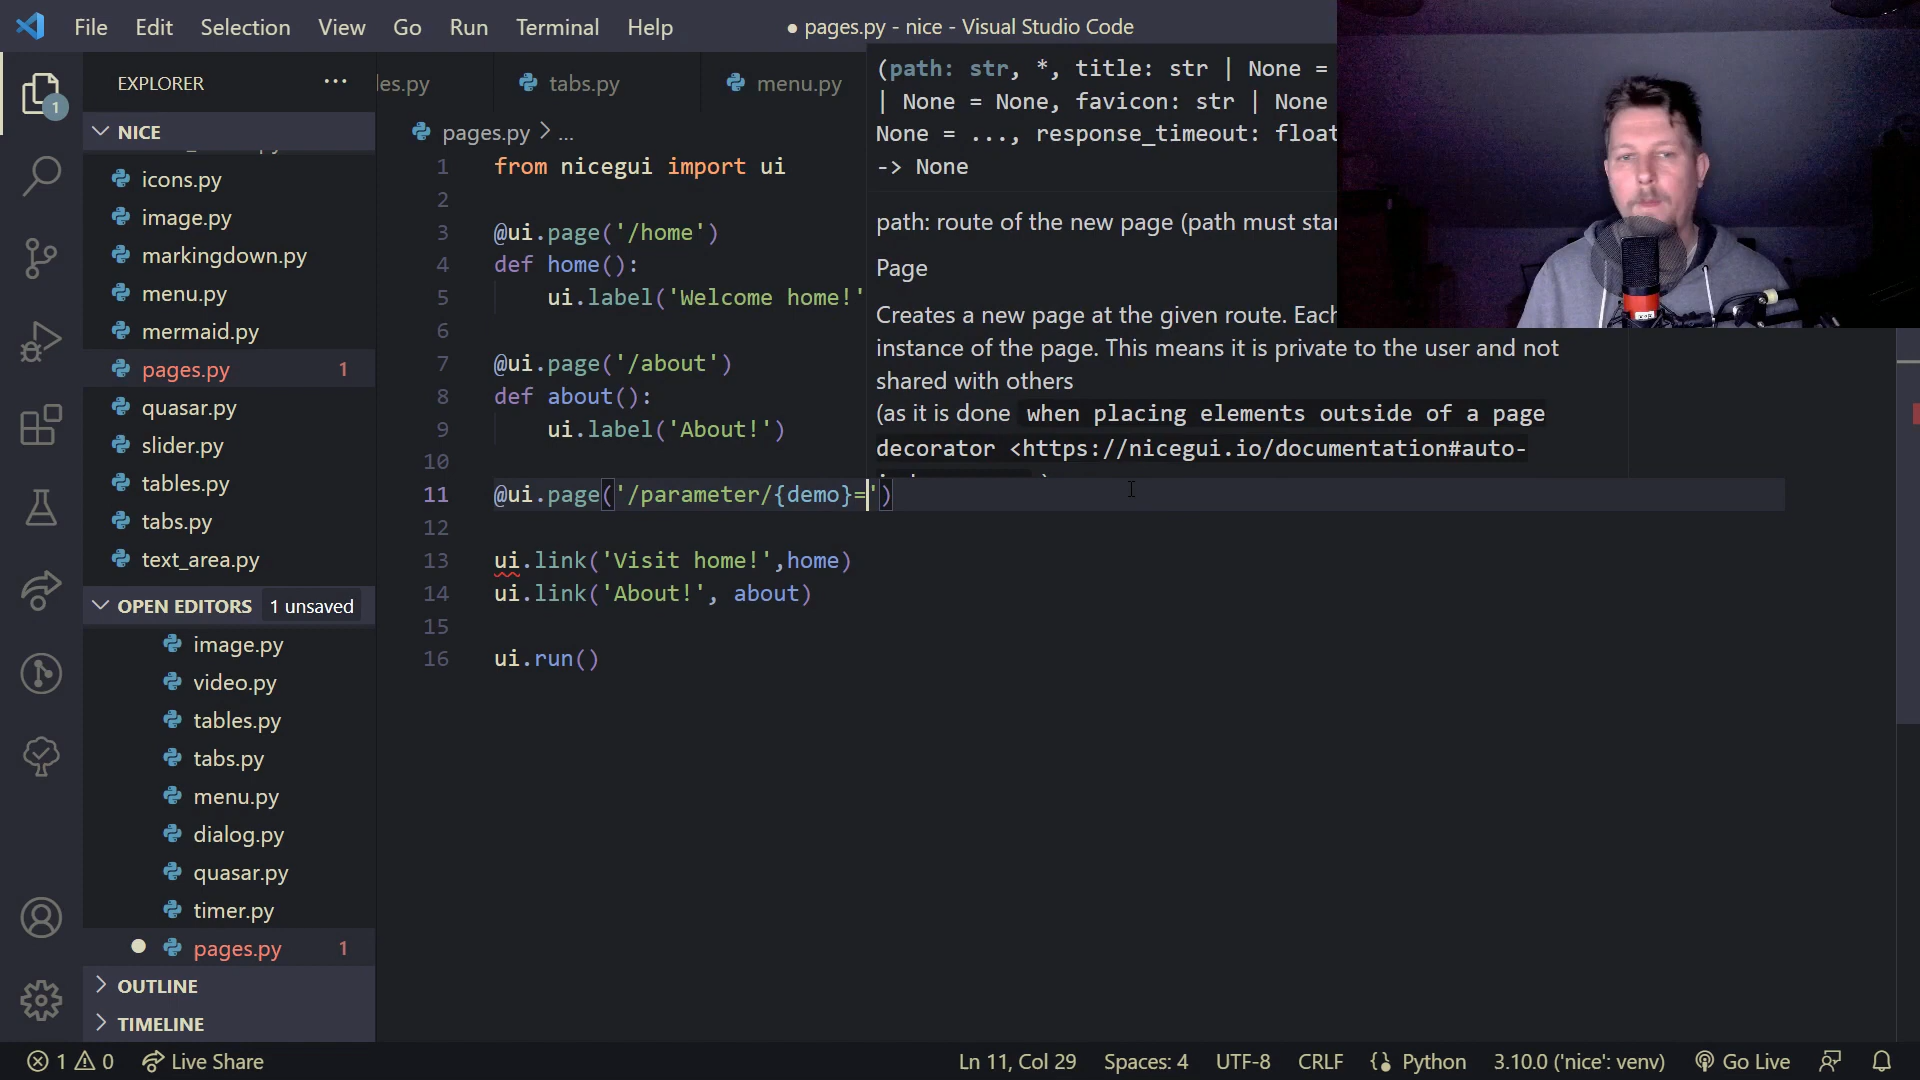 File Edit Selection View Go Run Terminal Help
● pages.py - nice - Visual Studio Code
EXPLORER ···
NICE
icons.py
image.py
markingdown.py
menu.py
mermaid.py
pages.py 1
quasar.py
slider.py
tables.py
tabs.py
text_area.py
OPEN EDITORS 1 unsaved
image.py
video.py
tables.py
tabs.py
menu.py
dialog.py
quasar.py
timer.py
pages.py 1
OUTLINE
TIMELINE
1
les.py tabs.py menu.py
pages.py > ...
1 from nicegui import ui
2
3 @ui.page('/home')
4 def home():
5 ui.label('Welcome home!'
6
7 @ui.page('/about')
8 def about():
9 ui.label('About!')
10
11 @ui.page('/parameter/{demo}=')
12
13 ui.link('Visit home!',home)
14 ui.link('About!', about)
15
16 ui.run()
(path: str, *, title: str | None =
| None = None, favicon: str | None
None = ..., response_timeout: float
-> None
path: route of the new page (path must star
Page
Creates a new page at the given route. Each
instance of the page. This means it is private to the user and not
shared with others
(as it is done when placing elements outside of a page
decorator <https://nicegui.io/documentation#auto-
1 0 Live Share
Ln 11, Col 29 Spaces: 4 UTF-8 CRLF Python 3.10.0 ('nice': venv) Go Live